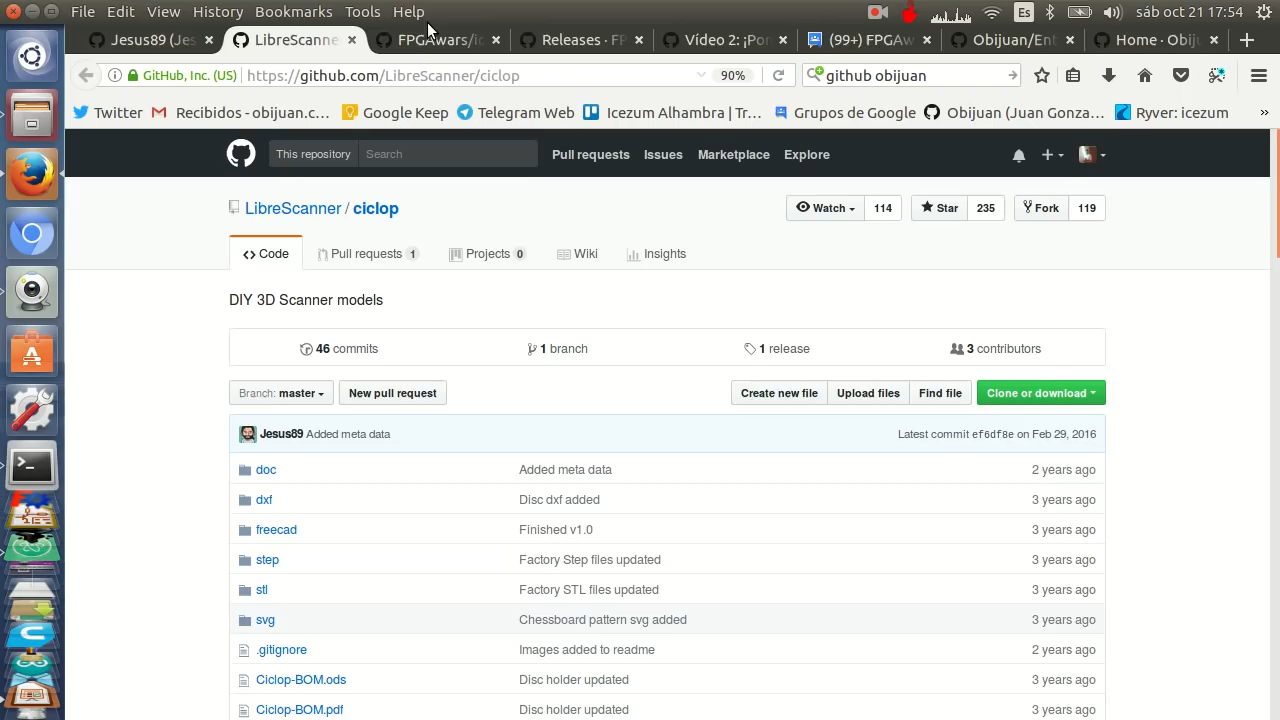 File Edit View History Bookmarks Tools Help Es sáb oct 21 17:54
Jesus89 (Jes LibreScanne FPGAwars/ic Releases · FP Vídeo 2: ¡Por (99+) FPGAw Obijuan/Ent Home · Obiju
GitHub, Inc. (US) https://github.com/LibreScanner/ciclop 90% github obijuan
Twitter Recibidos - obijuan.c... Google Keep Telegram Web Icezum Alhambra | Tr... Grupos de Google Obijuan (Juan Gonza... Ryver: icezum »
This repository Search Pull requests Issues Marketplace Explore
LibreScanner / ciclop Watch 114 Star 235 Fork 119
Code Pull requests 1 Projects 0 Wiki Insights
DIY 3D Scanner models
46 commits 1 branch 1 release 3 contributors
Branch: master New pull request Create new file Upload files Find file Clone or download
Jesus89 Added meta data Latest commit ef6df8e on Feb 29, 2016
doc Added meta data 2 years ago
dxf Disc dxf added 3 years ago
freecad Finished v1.0 3 years ago
step Factory Step files updated 3 years ago
stl Factory STL files updated 3 years ago
svg Chessboard pattern svg added 3 years ago
.gitignore Images added to readme 2 years ago
Ciclop-BOM.ods Disc holder updated 3 years ago
Ciclop-BOM.pdf Disc holder updated 3 years ago